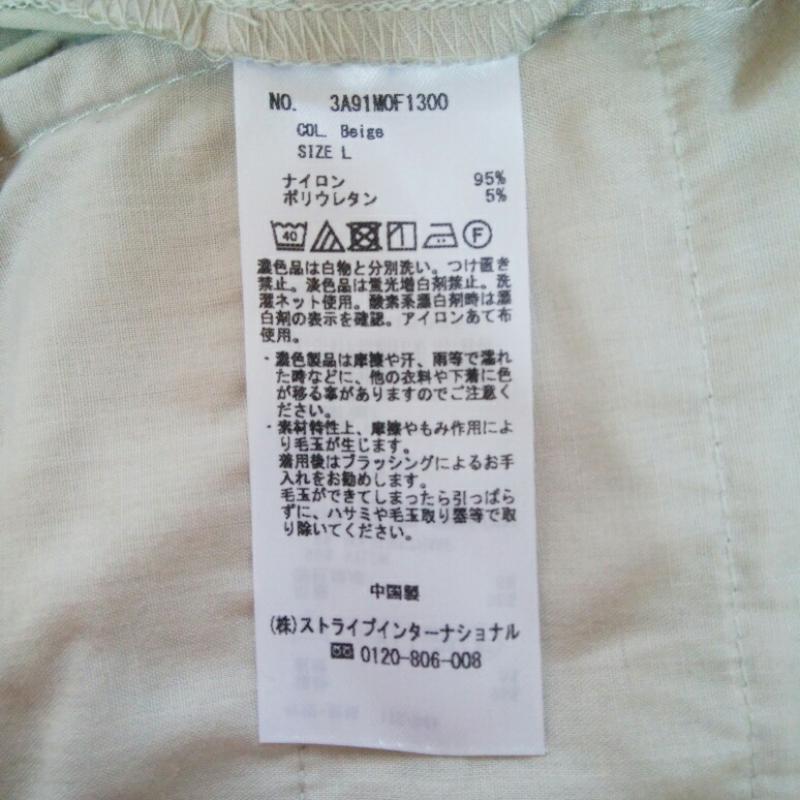 NO. 3A91M0F1300
COL. Beige
SIZE L
ナイロン 95%
ポリウレタン 5%
40
F
濃色品は白物と分別洗い。つけ置き
禁止。淡色品は蛍光増白剤禁止。洗
濯ネット使用。酸素系漂白剤時は漂
白剤の表示を確認。アイロンあて布
使用。
・濃色製品は摩擦や汗、雨等で濡れ
た時などに、他の衣料や下着に色
が移る事がありますのでご注意く
ださい。
・素材特性上、摩擦やもみ作用によ
り毛玉が生じます。
着用後はブラッシングによるお手
入れをお勧めします。
毛玉ができてしまったら引っぱら
ずに、ハサミや毛玉取り器等で取
り除いてください。
中国製
(株)ストライプインターナショナル
0120-806-008